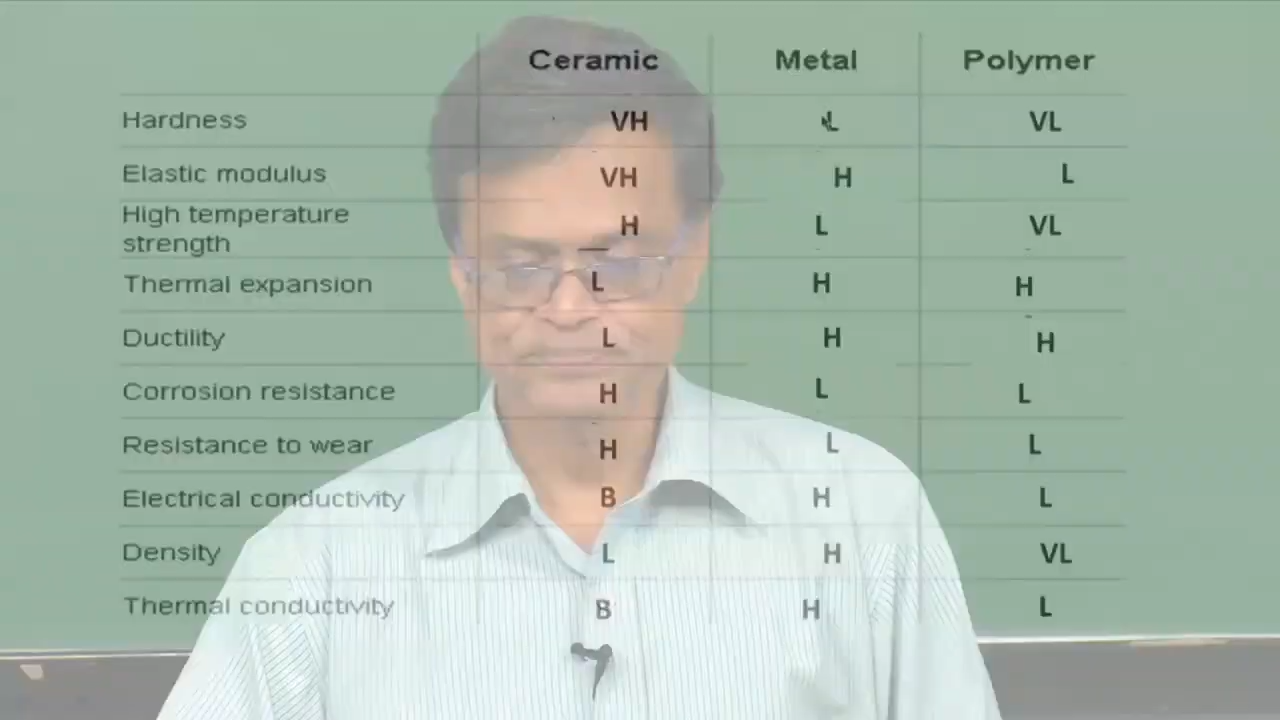 Ceramic Metal Polymer
Hardness VH L VL
Elastic modulus VH H L
High temperature
strength H L VL
Thermal expansion L H H
Ductility L H H
Corrosion resistance H L L
Resistance to wear H L L
Electrical conductivity B H L
Density L H VL
Thermal conductivity B H L